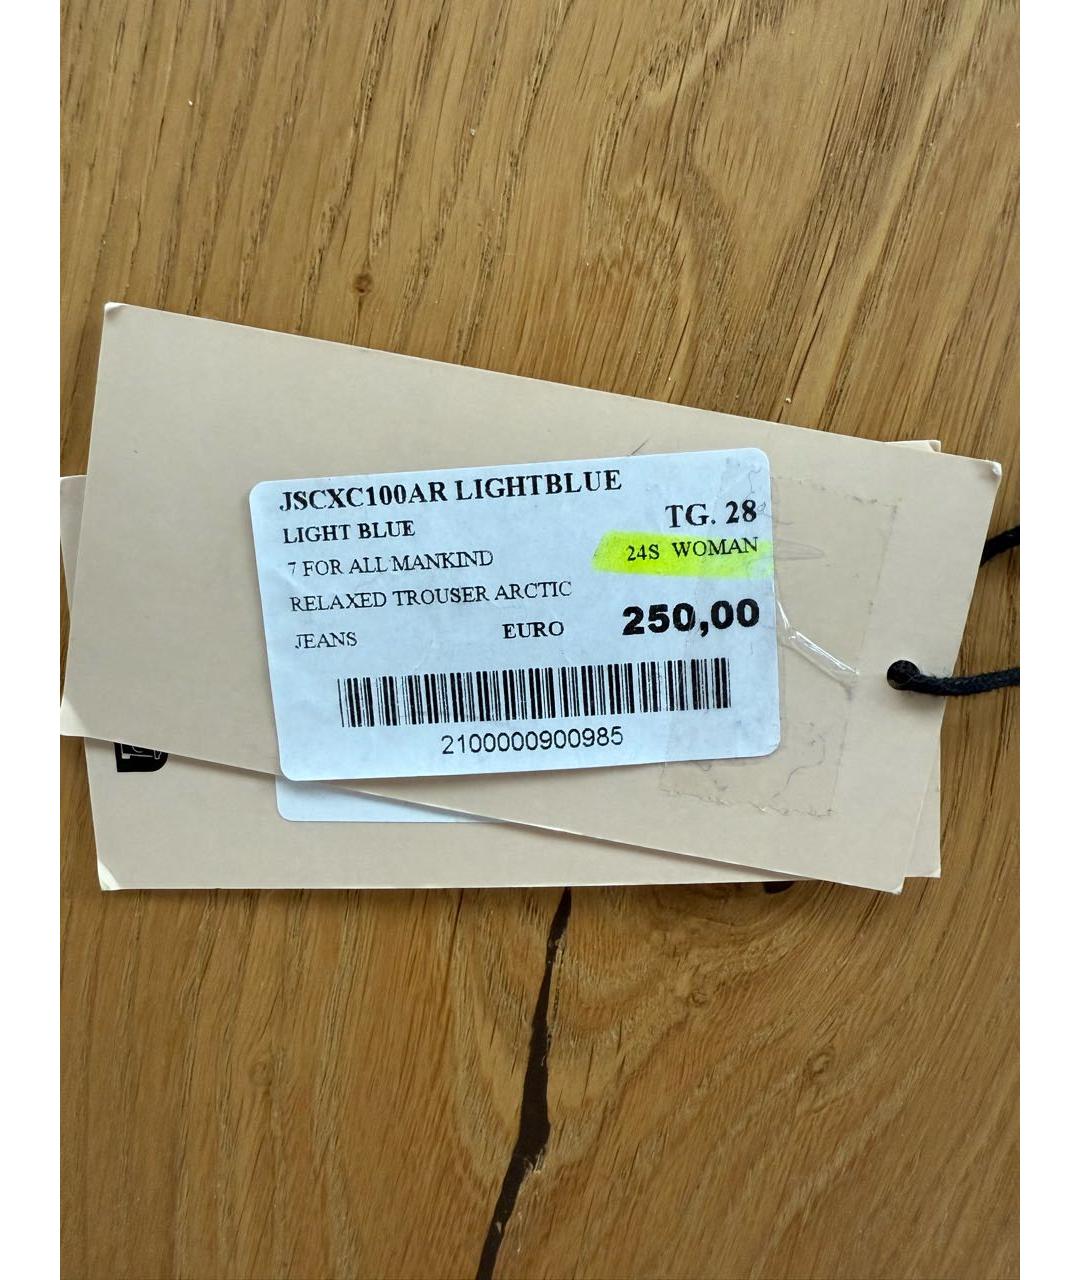 JSCXC100AR LIGHTBLUE
LIGHT BLUE
TG. 28
7 FOR ALL MANKIND
24S WOMAN
RELAXED TROUSER ARCTIC
JEANS
EURO
250,00
2100000900985